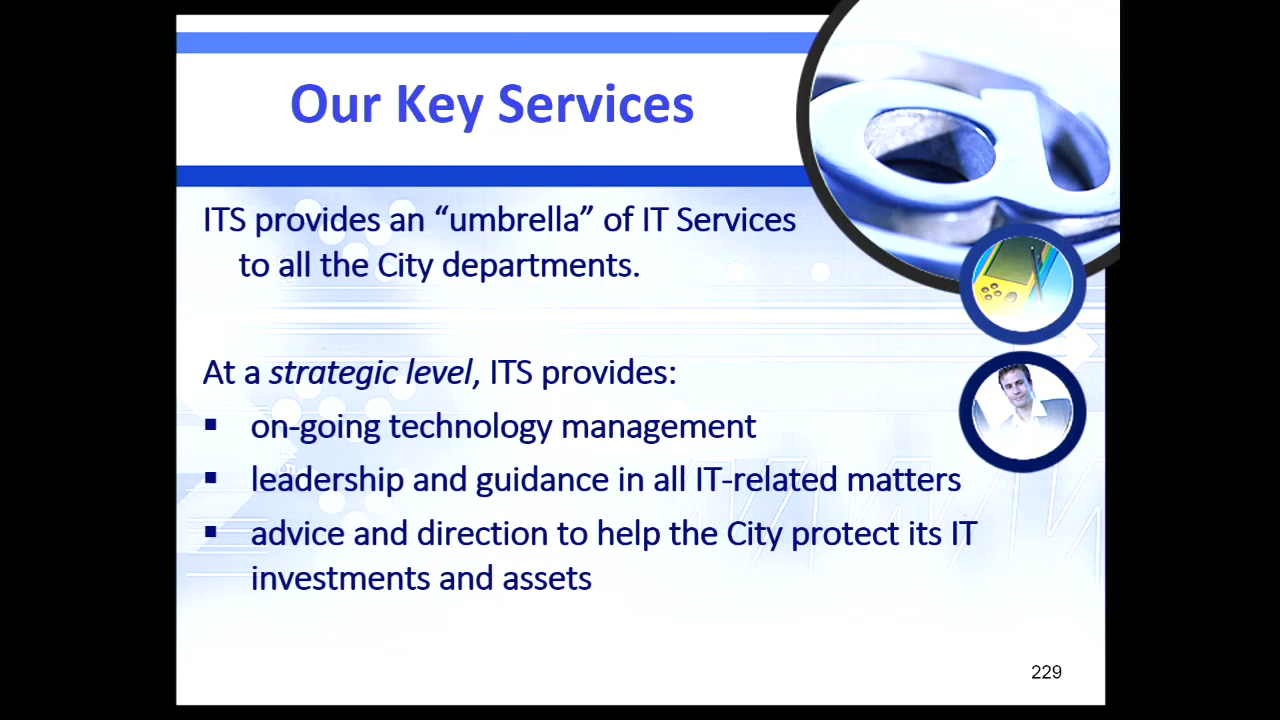 Our Key Services
ITS provides an “umbrella” of IT Services
to all the City departments.
At a strategic level, ITS provides:
▪ on-going technology management
▪ leadership and guidance in all IT-related matters
▪ advice and direction to help the City protect its IT
investments and assets
229